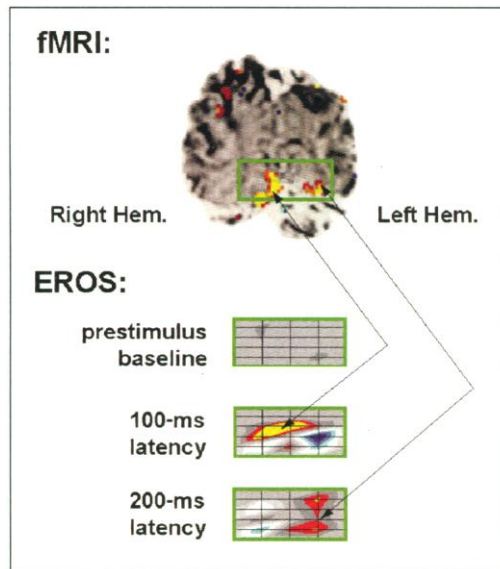 fMRI:
Right Hem.
Left Hem.
EROS:
prestimulus
baseline
100-ms
latency
200-ms
latency